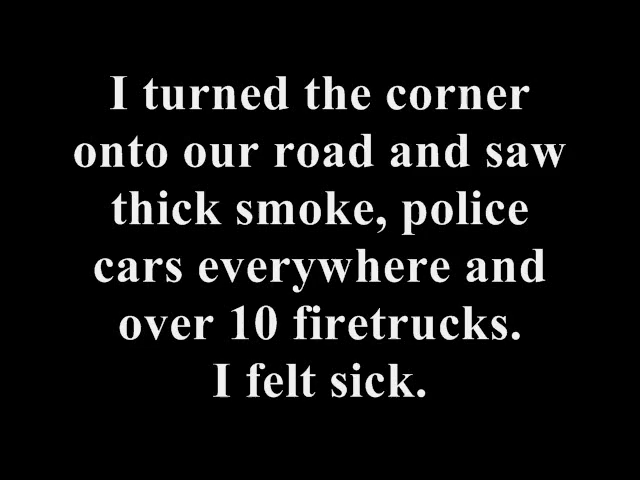 I turned the corner
onto our road and saw
thick smoke, police
cars everywhere and
over 10 firetrucks.
I felt sick.